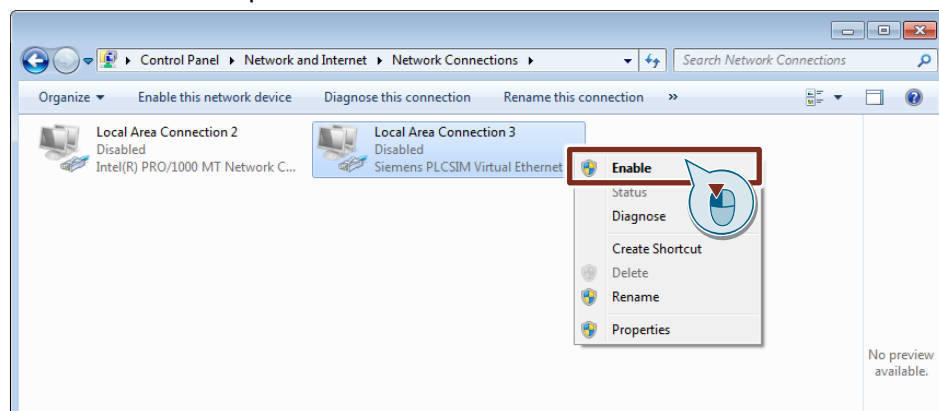 Control Panel ▸ Network and Internet ▸ Network Connections ▸
Search Network Connections
Organize ▼ Enable this network device Diagnose this connection Rename this connection »
Local Area Connection 2
Disabled
Intel(R) PRO/1000 MT Network C...
Local Area Connection 3
Disabled
Siemens PLCSIM Virtual Ethernet
Enable
Status
Diagnose
Create Shortcut
Delete
Rename
Properties
No preview
available.